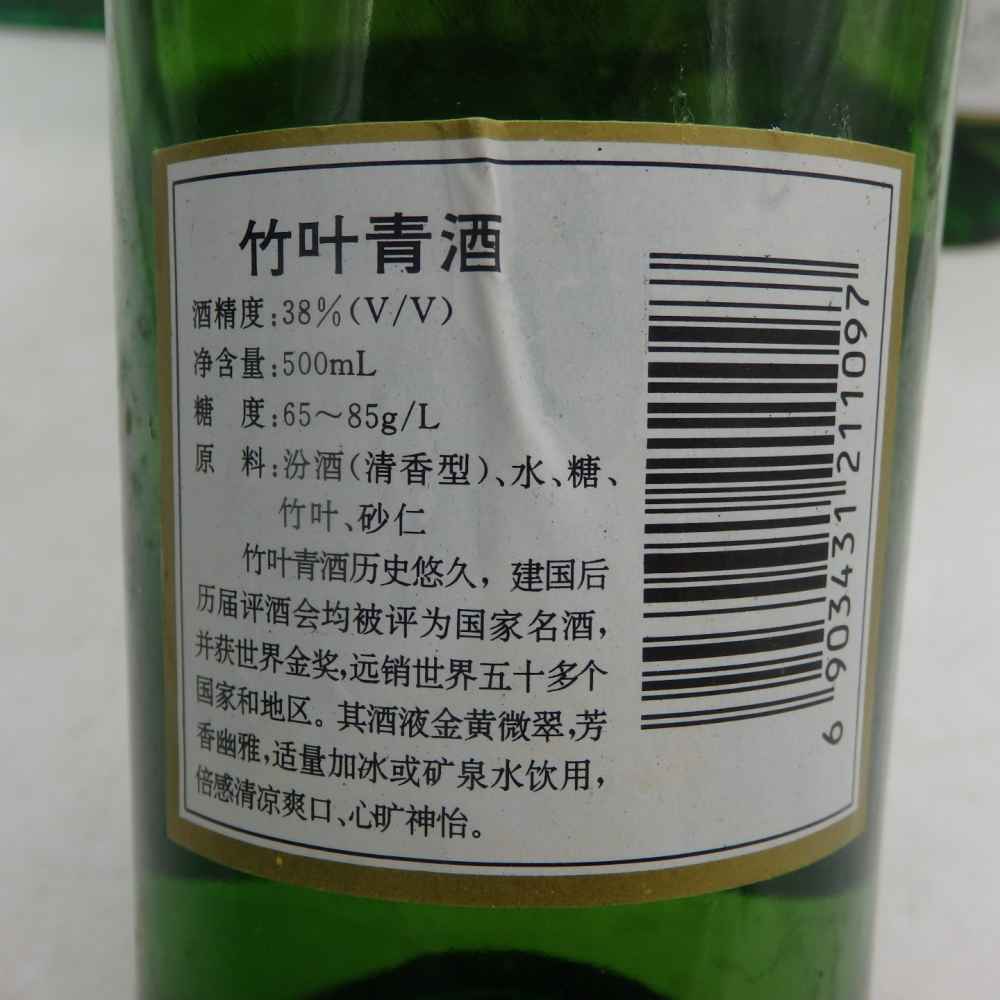 竹叶青酒
酒精度:38%(V/V)
净含量:500mL
糖 度:65~85g/L
原 料:汾酒(清香型)、水、糖、
竹叶、砂仁
竹叶青酒历史悠久，建国后
历届评酒会均被评为国家名酒,
并获世界金奖,远销世界五十多个
国家和地区。其酒液金黄微翠,芳
香幽雅,适量加冰或矿泉水饮用,
倍感清凉爽口、心旷神怡。
6 903431 211097